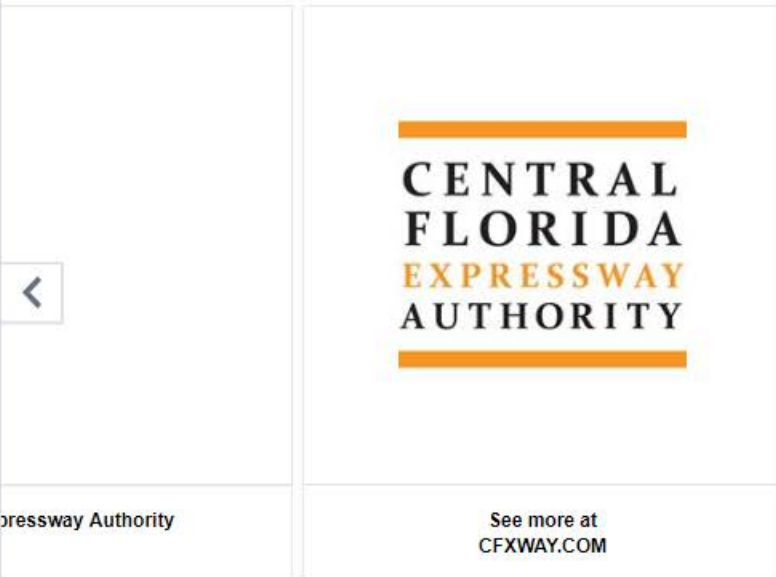 CENTRAL
FLORIDA
EXPRESSWAY
AUTHORITY
pressway Authority
See more at
CFXWAY.COM